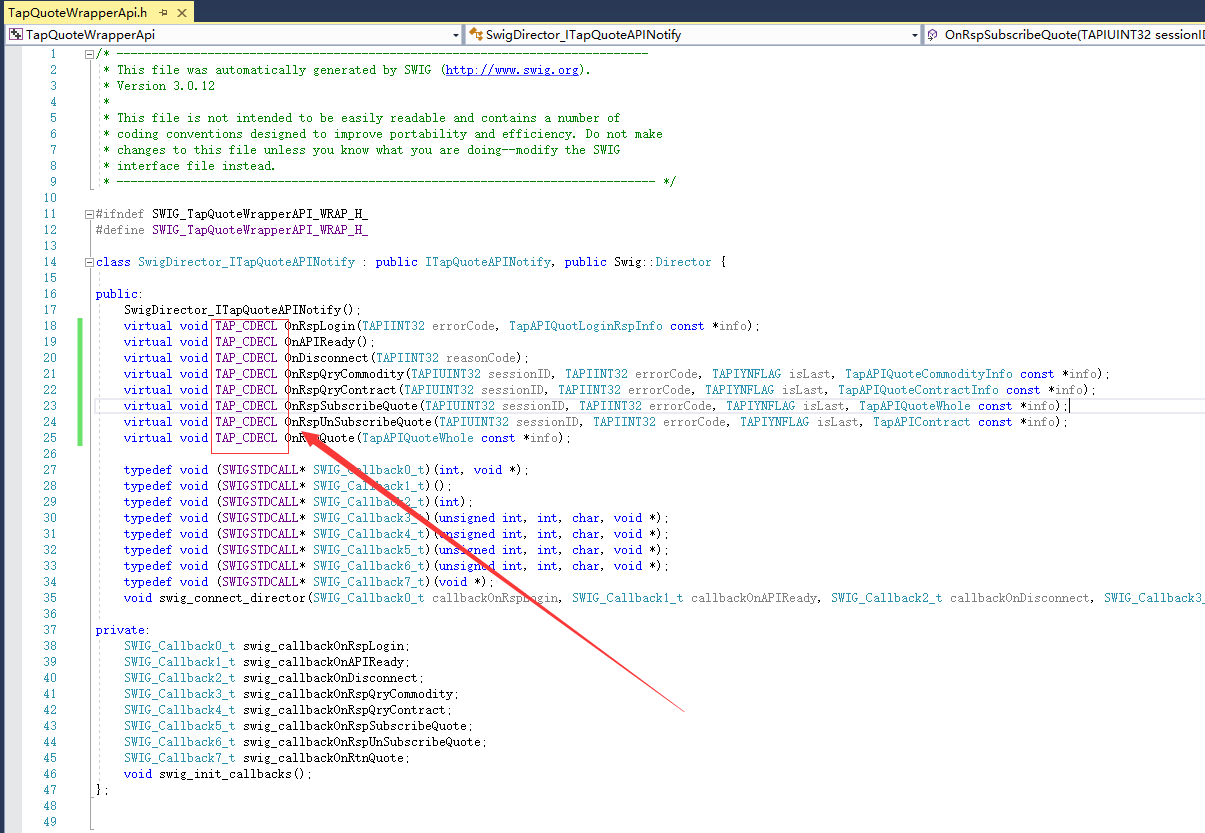 TapQuoteWrapperApi.h
TapQuoteWrapperApi SwigDirector_ITapQuoteAPINotify OnRspSubscribeQuote(TAPIUINT32 sessionID
1 /* ----------------------------------------------------------------------------
2 * This file was automatically generated by SWIG (http://www.swig.org).
3 * Version 3.0.12
4 *
5 * This file is not intended to be easily readable and contains a number of
6 * coding conventions designed to improve portability and efficiency. Do not make
7 * changes to this file unless you know what you are doing--modify the SWIG
8 * interface file instead.
9 * ----------------------------------------------------------------------------- */
10
11 #ifndef SWIG_TapQuoteWrapperAPI_WRAP_H_
12 #define SWIG_TapQuoteWrapperAPI_WRAP_H_
13
14 class SwigDirector_ITapQuoteAPINotify : public ITapQuoteAPINotify, public Swig::Director {
15
16 public:
17 SwigDirector_ITapQuoteAPINotify();
18 virtual void TAP_CDECL OnRspLogin(TAPIINT32 errorCode, TapAPIQuotLoginRspInfo const *info);
19 virtual void TAP_CDECL OnAPIReady();
20 virtual void TAP_CDECL OnDisconnect(TAPIINT32 reasonCode);
21 virtual void TAP_CDECL OnRspQryCommodity(TAPIUINT32 sessionID, TAPIINT32 errorCode, TAPIYNFLAG isLast, TapAPIQuoteCommodityInfo const *info);
22 virtual void TAP_CDECL OnRspQryContract(TAPIUINT32 sessionID, TAPIINT32 errorCode, TAPIYNFLAG isLast, TapAPIQuoteContractInfo const *info);
23 virtual void TAP_CDECL OnRspSubscribeQuote(TAPIUINT32 sessionID, TAPIINT32 errorCode, TAPIYNFLAG isLast, TapAPIQuoteWhole const *info);
24 virtual void TAP_CDECL OnRspUnSubscribeQuote(TAPIUINT32 sessionID, TAPIINT32 errorCode, TAPIYNFLAG isLast, TapAPIContract const *info);
25 virtual void TAP_CDECL (TapAPIQuoteWhole const *info);
26
27 typedef void (SWIGSTDCALL* SWIG_Callback0_t)(int, void *);
28 typedef void (SWIGSTDCALL* SWIG_Callback1_t)();
29 typedef void (SWIGSTDCALL* SWIG_Callback2_t)(int);
30 typedef void (SWIGSTDCALL* SWIG_Callback3_t)(unsigned int, int, char, void *);
31 typedef void (SWIGSTDCALL* SWIG_Callback4_t)(unsigned int, int, char, void *);
32 typedef void (SWIGSTDCALL* SWIG_Callback5_t)(unsigned int, int, char, void *);
33 typedef void (SWIGSTDCALL* SWIG_Callback6_t)(unsigned int, int, char, void *);
34 typedef void (SWIGSTDCALL* SWIG_Callback7_t)(void *);
35 void swig_connect_director(SWIG_Callback0_t callbackOnRspLogin, SWIG_Callback1_t callbackOnAPIReady, SWIG_Callback2_t callbackOnDisconnect, SWIG_Callback3_
36
37 private:
38 SWIG_Callback0_t swig_callbackOnRspLogin;
39 SWIG_Callback1_t swig_callbackOnAPIReady;
40 SWIG_Callback2_t swig_callbackOnDisconnect;
41 SWIG_Callback3_t swig_callbackOnRspQryCommodity;
42 SWIG_Callback4_t swig_callbackOnRspQryContract;
43 SWIG_Callback5_t swig_callbackOnRspSubscribeQuote;
44 SWIG_Callback6_t swig_callbackOnRspUnSubscribeQuote;
45 SWIG_Callback7_t swig_callbackOnRtnQuote;
46 void swig_init_callbacks();
47 };
48
49